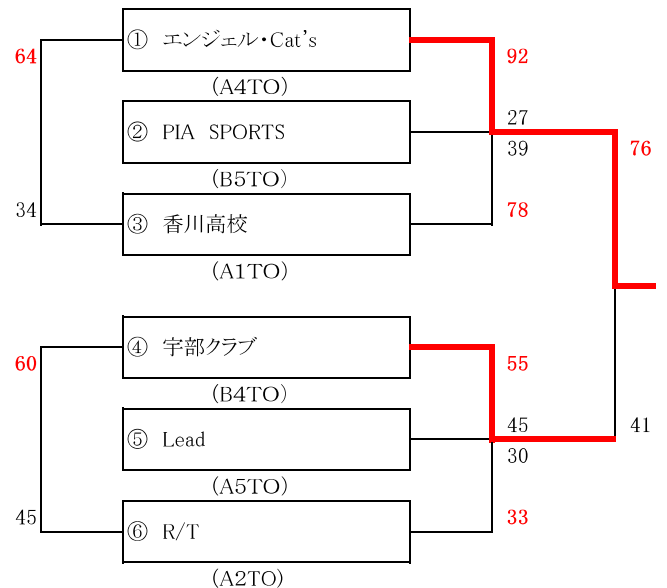 ① エンジェル・Cat's
64
92
(A4TO)
27
② PIA SPORTS
39
76
(B5TO)
34
78
③ 香川高校
(A1TO)
④ 宇部クラブ
60
55
(B4TO)
45
41
⑤ Lead
30
(A5TO)
45
33
⑥ R/T
(A2TO)